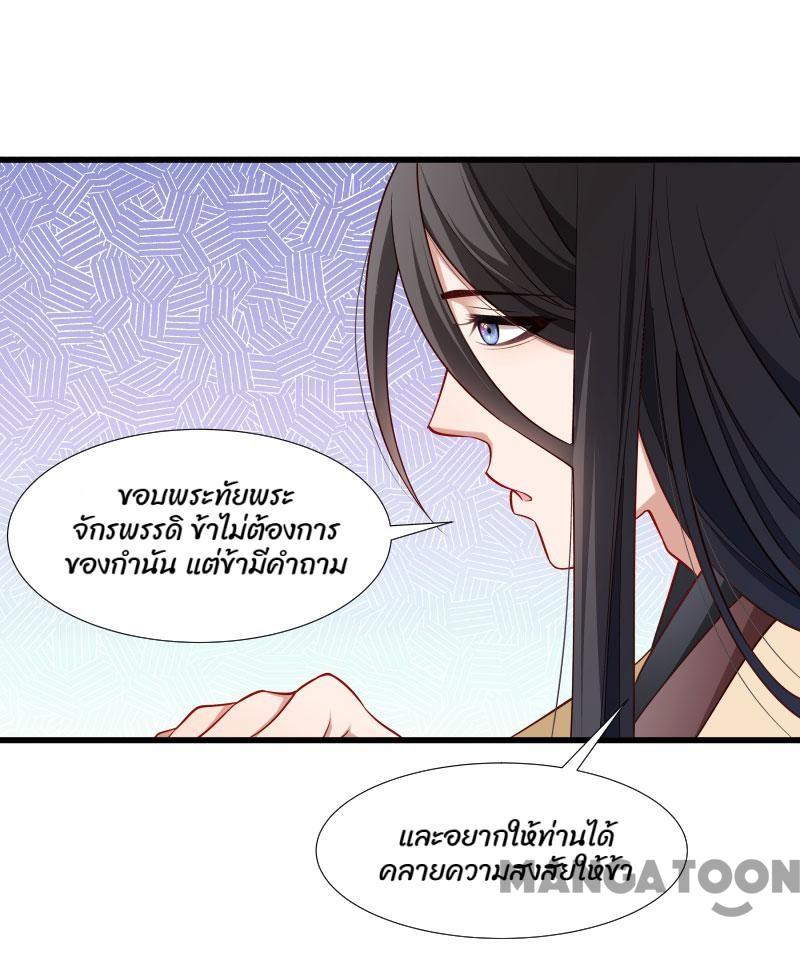 ขอบพระทัยพระ
จักรพรรดิ ข้าไม่ต้องการ
ของกำนัน แต่ข้ามีคำถาม
และอยากให้ท่านได้
คลายความสงสัยให้ข้า
MANGATOON